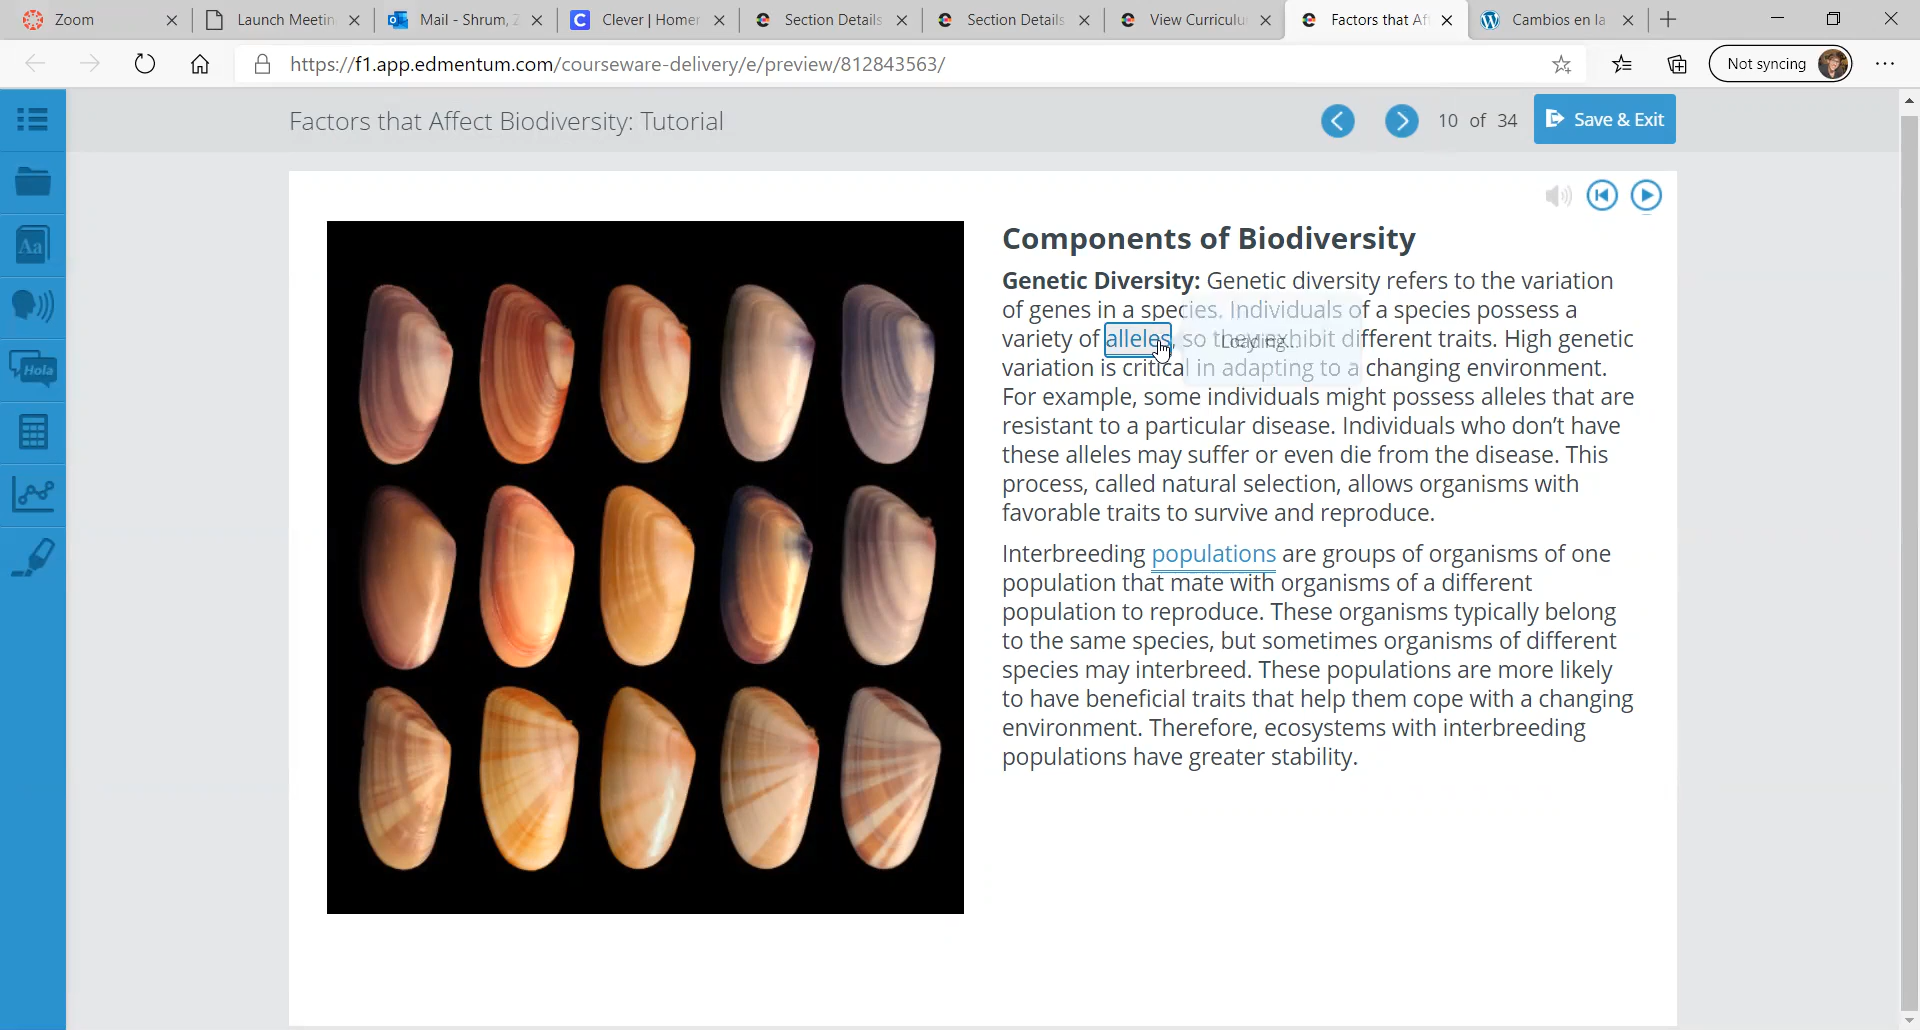 Zoom
Launch Meetin
Mail - Shrum, Z
Clever | Homer
Section Details
Section Details
View Curriculu
Factors that Af
Cambios en la
https://f1.app.edmentum.com/courseware-delivery/e/preview/812843563/
Not syncing
Factors that Affect Biodiversity: Tutorial
10 of 34
Save & Exit
Aa
Hola
Components of Biodiversity
Genetic Diversity: Genetic diversity refers to the variation
of genes in a species. Individuals of a species possess a
variety of alleles, so they exhibit different traits. High genetic
Loading...
variation is critical in adapting to a changing environment.
For example, some individuals might possess alleles that are
resistant to a particular disease. Individuals who don’t have
these alleles may suffer or even die from the disease. This
process, called natural selection, allows organisms with
favorable traits to survive and reproduce.
Interbreeding populations are groups of organisms of one
population that mate with organisms of a different
population to reproduce. These organisms typically belong
to the same species, but sometimes organisms of different
species may interbreed. These populations are more likely
to have beneficial traits that help them cope with a changing
environment. Therefore, ecosystems with interbreeding
populations have greater stability.